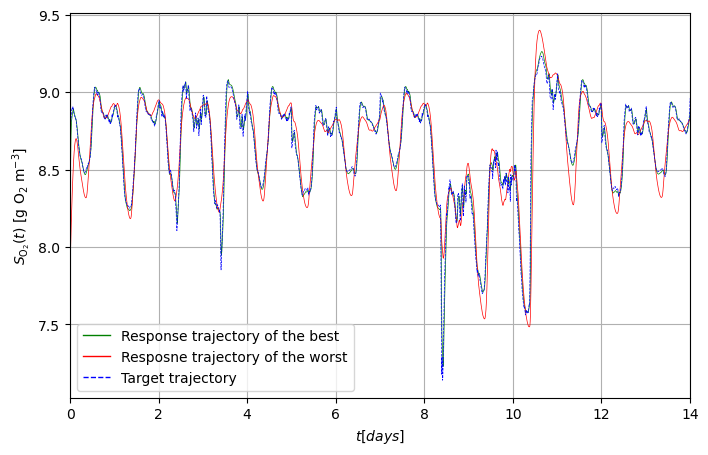 9.5
9.0
8.5
8.0
7.5
S_O₂(t) [g O₂ m⁻³]
Response trajectory of the best
Resposne trajectory of the worst
Target trajectory
0 2 4 6 8 10 12 14
t[days]